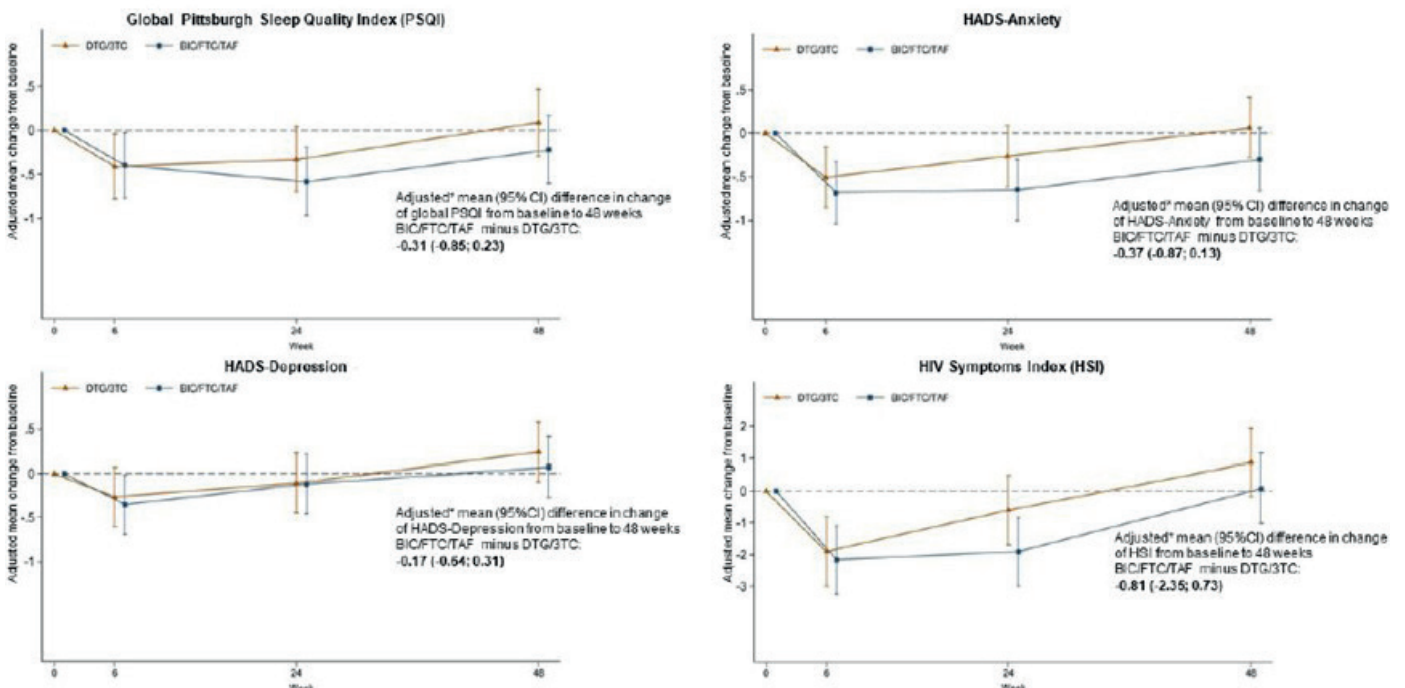 Global Pittsburgh Sleep Quality Index (PSQI)
DTG/3TC BIC/FTC/TAF
Adjusted mean change from baseline
.5
0
-.5
-1
Adjusted* mean (95% CI) difference in change
of global PSQI from baseline to 48 weeks
BIC/FTC/TAF minus DTG/3TC:
-0.31 (-0.85; 0.23)
0 6 24 48
Week
HADS-Anxiety
DTG/3TC BIC/FTC/TAF
Adjusted mean change from baseline
.5
0
-.5
-1
Adjusted* mean (95% CI) difference in change
of HADS-Anxiety from baseline to 48 weeks
BIC/FTC/TAF minus DTG/3TC:
-0.37 (-0.87; 0.13)
0 6 24 48
Week
HADS-Depression
DTG/3TC BIC/FTC/TAF
Adjusted mean change from baseline
.5
0
-.5
-1
Adjusted* mean (95%CI) difference in change
of HADS-Depression from baseline to 48 weeks
BIC/FTC/TAF minus DTG/3TC:
-0.17 (-0.64; 0.31)
0 6 24 48
Week
HIV Symptoms Index (HSI)
DTG/3TC BIC/FTC/TAF
Adjusted mean change from baseline
2
1
0
-1
-2
-3
Adjusted* mean (95%CI) difference in change
of HSI from baseline to 48 weeks
BIC/FTC/TAF minus DTG/3TC:
-0.81 (-2.35; 0.73)
0 6 24 48
Week